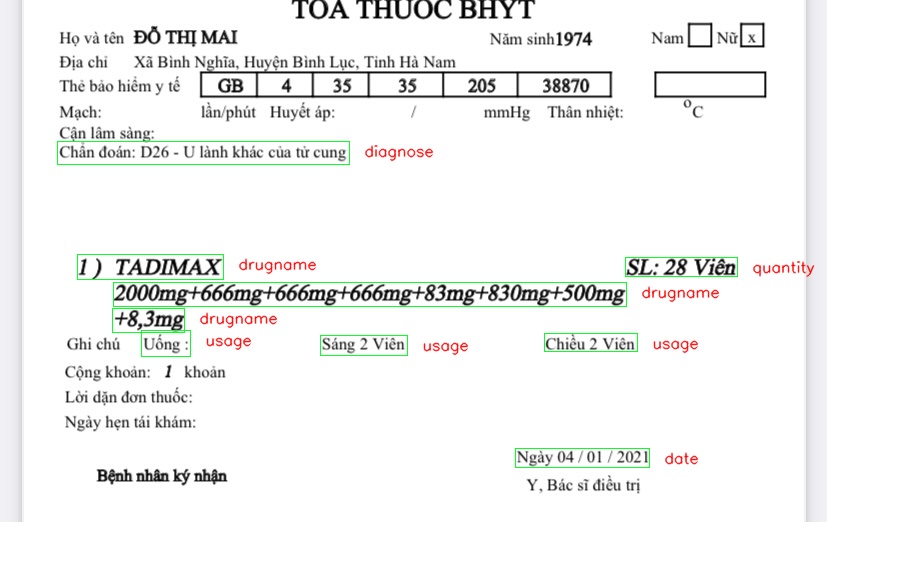 TOA THUỐC BHYT
Họ và tên ĐỖ THỊ MAI Năm sinh1974 Nam Nữ x
Địa chỉ Xã Bình Nghĩa, Huyện Bình Lục, Tỉnh Hà Nam
Thẻ bảo hiểm y tế GB 4 35 35 205 38870
Mạch: lần/phút Huyết áp: / mmHg Thân nhiệt: °C
Cận lâm sàng:
Chẩn đoán: D26 - U lành khác của tử cung diagnose
1 ) TADIMAX drugname SL: 28 Viên quantity
2000mg+666mg+666mg+666mg+83mg+830mg+500mg drugname
+8,3mg drugname
Ghi chú Uống : usage Sáng 2 Viên usage Chiều 2 Viên usage
Cộng khoản: 1 khoản
Lời dặn đơn thuốc:
Ngày hẹn tái khám:
Ngày 04 / 01 / 2021 date
Bệnh nhân ký nhận
Y, Bác sĩ điều trị